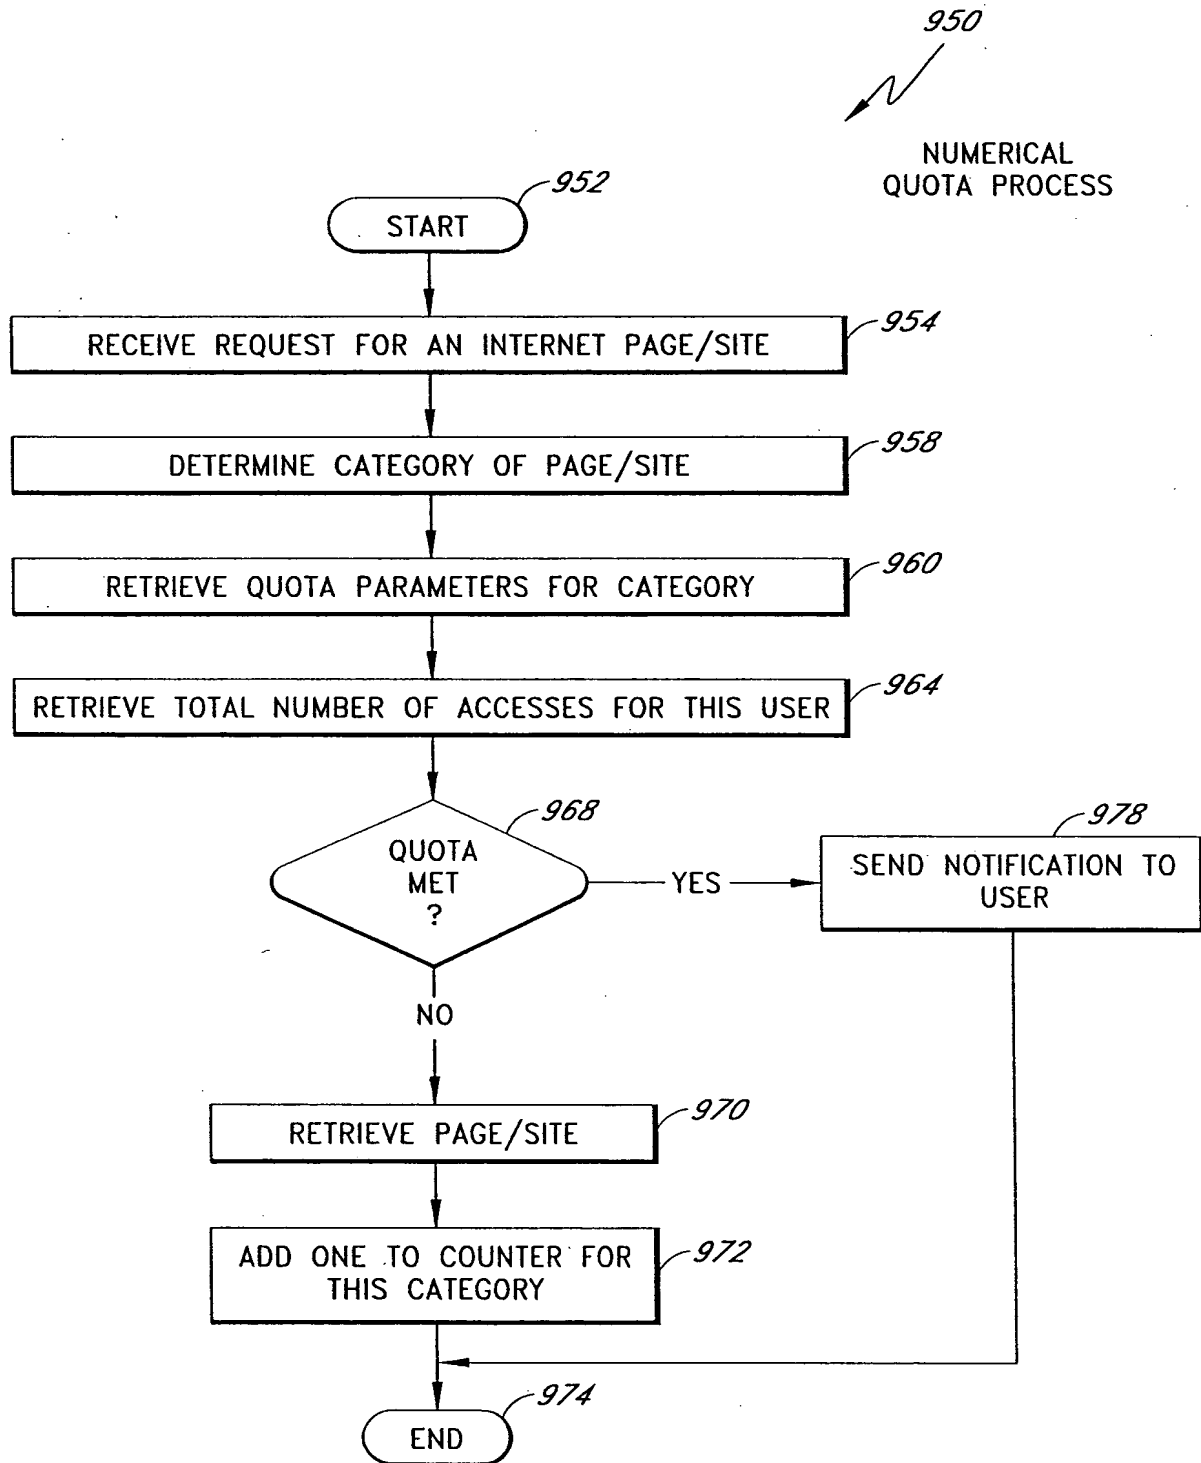 950
NUMERICAL
QUOTA PROCESS
952
START
954
RECEIVE REQUEST FOR AN INTERNET PAGE/SITE
958
DETERMINE CATEGORY OF PAGE/SITE
960
RETRIEVE QUOTA PARAMETERS FOR CATEGORY
964
RETRIEVE TOTAL NUMBER OF ACCESSES FOR THIS USER
968
QUOTA
MET
?
YES
978
SEND NOTIFICATION TO
USER
NO
970
RETRIEVE PAGE/SITE
972
ADD ONE TO COUNTER FOR
THIS CATEGORY
974
END